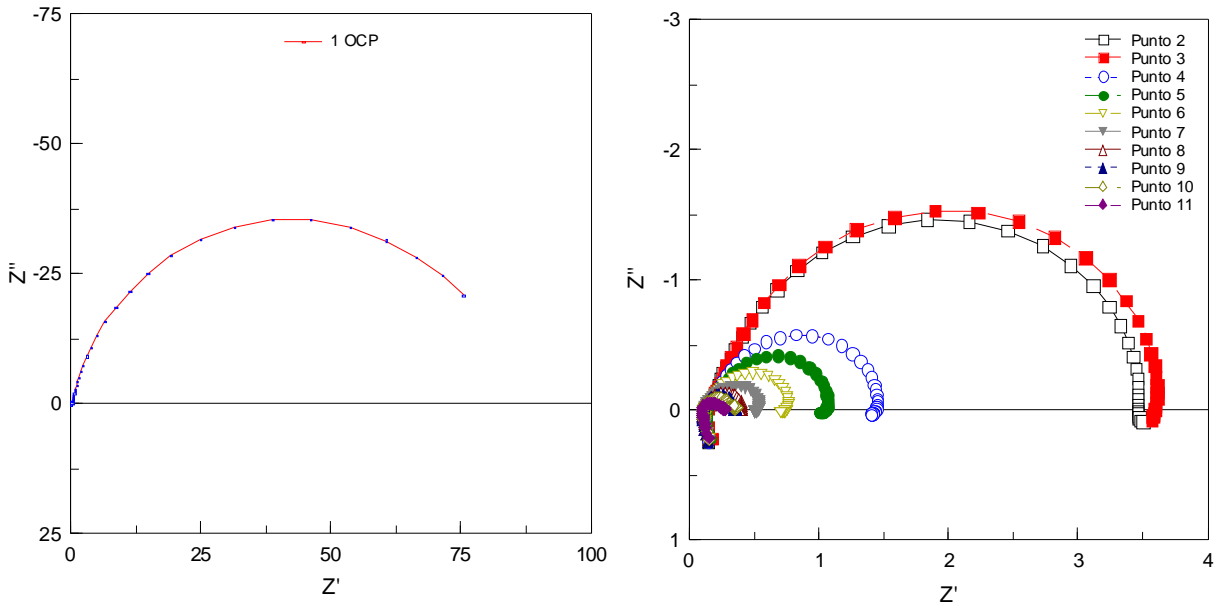 -75
-50
-25
0
25
Z''
0
25
50
75
100
Z'
1 OCP
-3
-2
-1
0
1
Z''
0
1
2
3
4
Z'
Punto 2
Punto 3
Punto 4
Punto 5
Punto 6
Punto 7
Punto 8
Punto 9
Punto 10
Punto 11